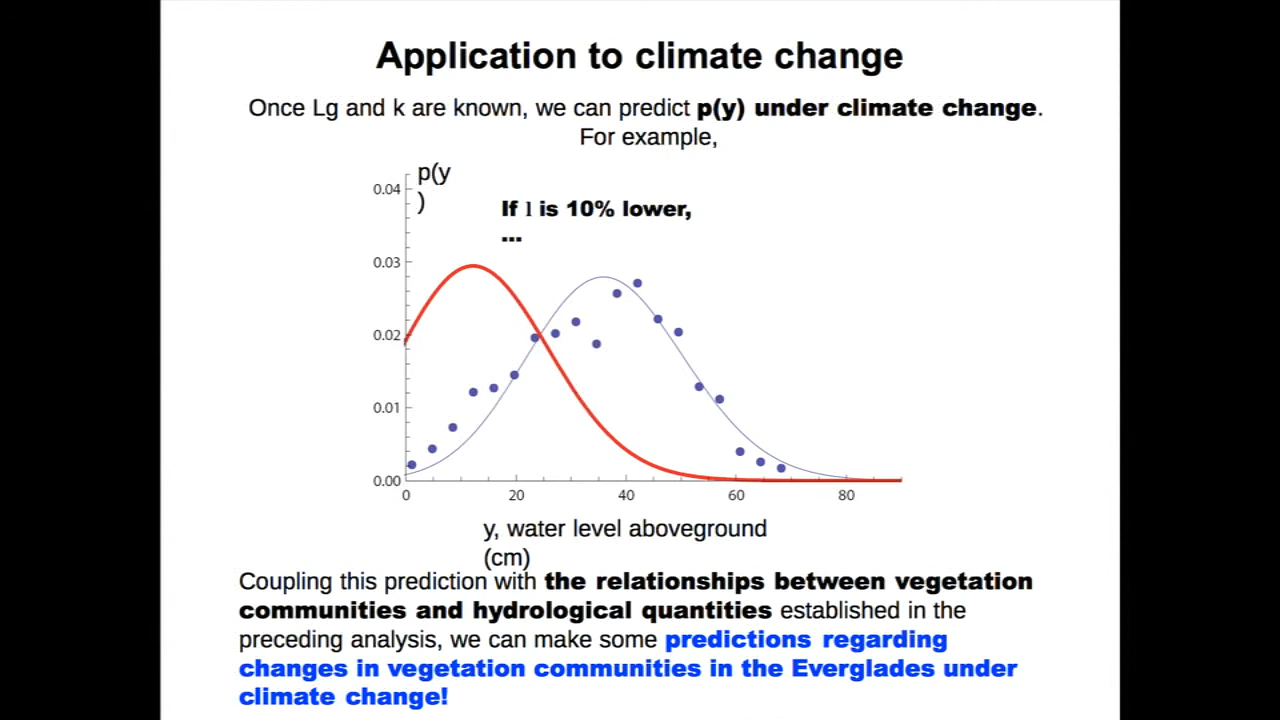 Application to climate change
Once Lg and k are known, we can predict p(y) under climate change.
For example,
p(y
)
0.04
If l is 10% lower,
...
0.03
0.02
0.01
0.00
0 20 40 60 80
y, water level aboveground
(cm)
Coupling this prediction with the relationships between vegetation
communities and hydrological quantities established in the
preceding analysis, we can make some predictions regarding
changes in vegetation communities in the Everglades under
climate change!